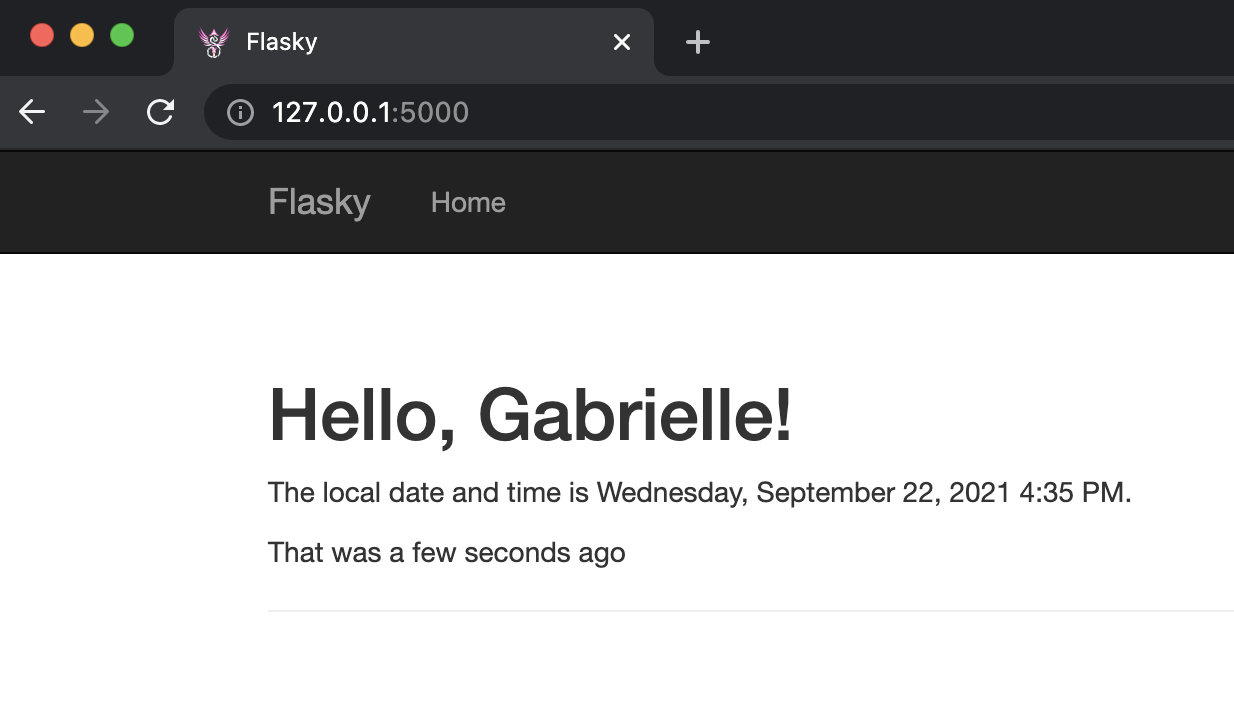 Flasky
127.0.0.1:5000
Flasky Home
Hello, Gabrielle!
The local date and time is Wednesday, September 22, 2021 4:35 PM.
That was a few seconds ago